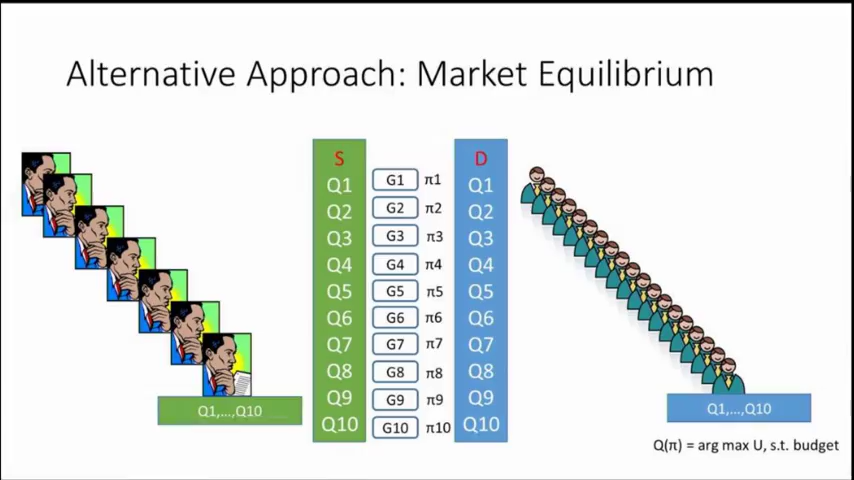 Alternative Approach: Market Equilibrium
S D
Q1 G1 π1 Q1
Q2 G2 π2 Q2
Q3 G3 π3 Q3
Q4 G4 π4 Q4
Q5 G5 π5 Q5
Q6 G6 π6 Q6
Q7 G7 π7 Q7
Q8 G8 π8 Q8
Q9 G9 π9 Q9
Q10 G10 π10 Q10
Q1,...,Q10 Q1,...,Q10
Q(π) = arg max U, s.t. budget